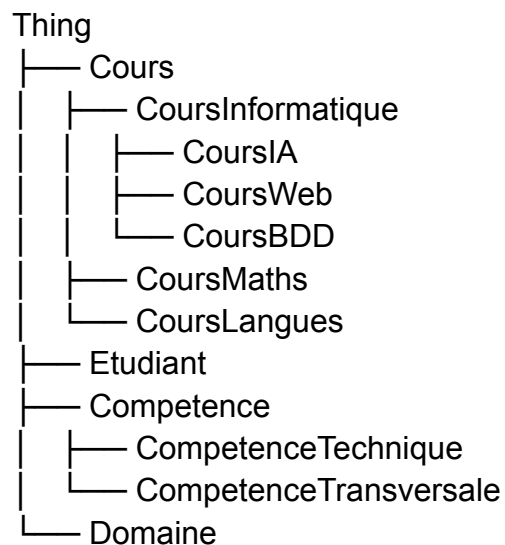 Thing
Cours
CoursInformatique
CoursIA
CoursWeb
CoursBDD
CoursMaths
CoursLangues
Etudiant
Competence
CompetenceTechnique
CompetenceTransversale
Domaine